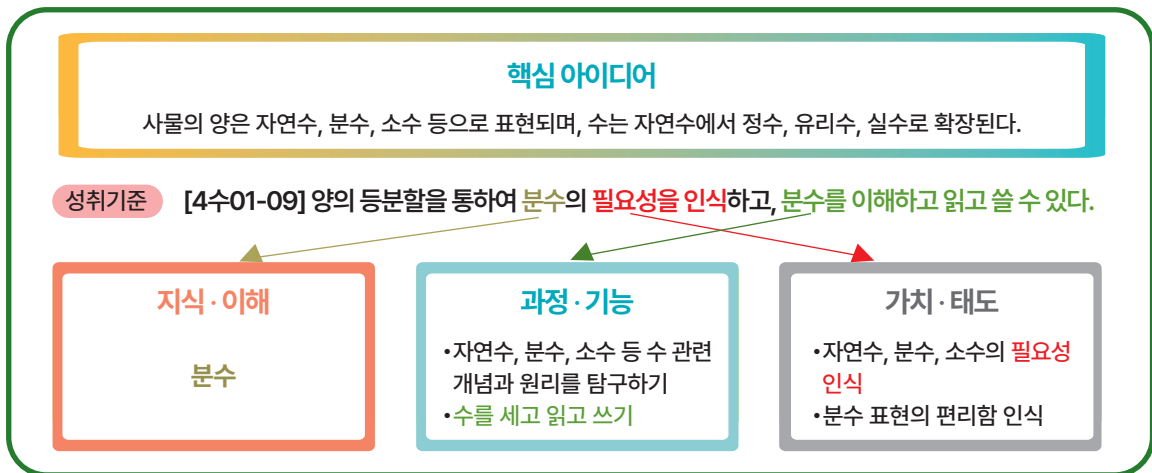 핵심 아이디어
사물의 양은 자연수, 분수, 소수 등으로 표현되며, 수는 자연수에서 정수, 유리수, 실수로 확장된다.
성취기준 [4수01-09] 양의 등분할을 통하여 분수의 필요성을 인식하고, 분수를 이해하고 읽고 쓸 수 있다.
지식·이해
분수
과정·기능
•자연수, 분수, 소수 등 수 관련
개념과 원리를 탐구하기
•수를 세고 읽고 쓰기
가치·태도
•자연수, 분수, 소수의 필요성
인식
•분수 표현의 편리함 인식